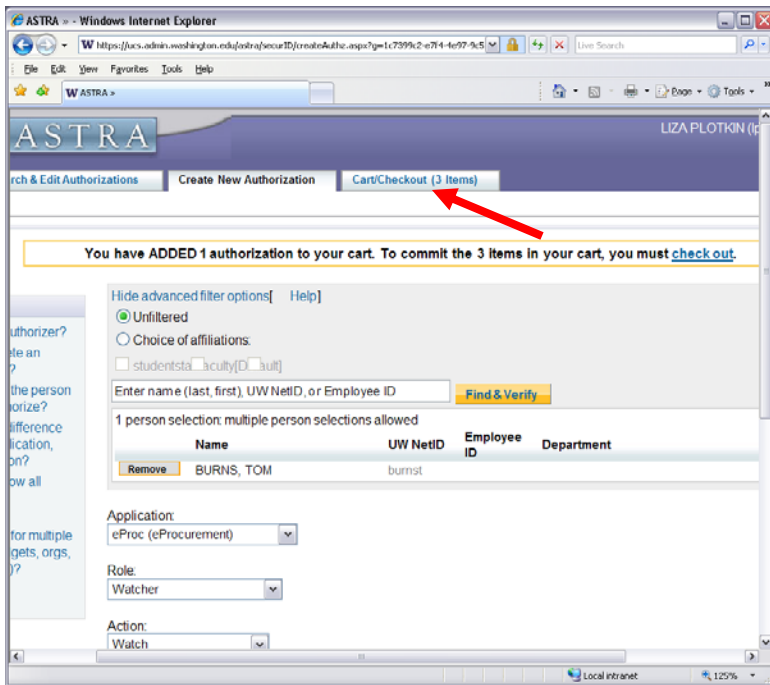 ASTRA » - Windows Internet Explorer
https://ucs.admin.washington.edu/astra/securID/createAuthz.aspx?g=1c7399c2-e7f4-4e97-9c5
Live Search
File Edit View Favorites Tools Help
W ASTRA »
Page Tools
ASTRA
LIZA PLOTKIN (lp
rch & Edit Authorizations Create New Authorization Cart/Checkout (3 Items)
You have ADDED 1 authorization to your cart. To commit the 3 items in your cart, you must check out.
Hide advanced filter options[ Help]
Unfiltered
uthorizer?
Choice of affiliations:
te an
?
studentsta aculty[D ault]
the person
orize?
Enter name (last, first), UW NetID, or Employee ID Find & Verify
ifference
lication,
on?
1 person selection: multiple person selections allowed
Name UW NetID Employee ID Department
ow all
Remove BURNS, TOM burnst
Application:
for multiple
gets, orgs,
)?
eProc (eProcurement)
Role:
Watcher
Action:
Watch
Local intranet 125%